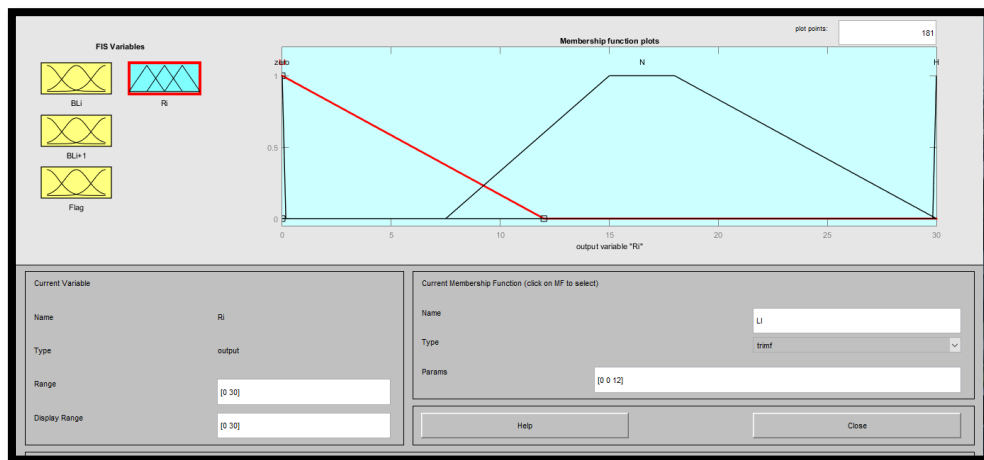 plot points:
181
FIS Variables
Membership function plots
BLi
Ri
BLi+1
Flag
N
H
1
0.5
0
0 5 10 15 20 25 30
output variable "Ri"
Current Variable
Name Ri
Type output
Range [0 30]
Display Range [0 30]
Current Membership Function (click on MF to select)
Name LI
Type trimf
Params [0 0 12]
Help Close